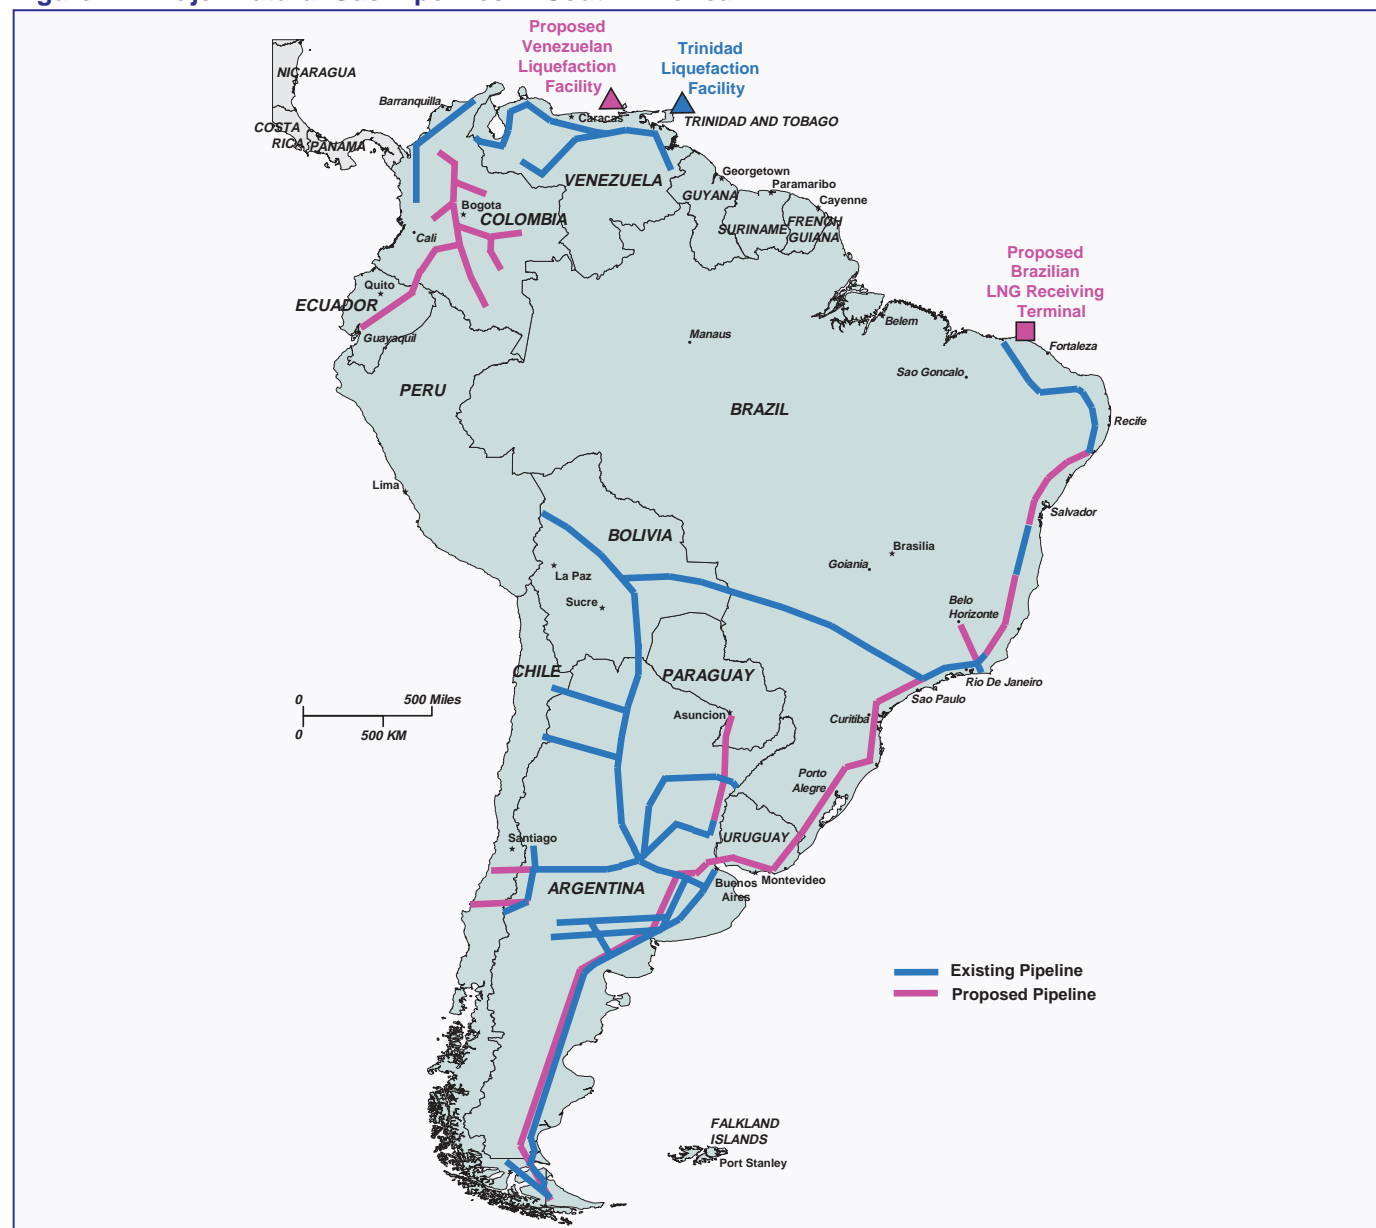 Proposed
Venezuelan
Liquefaction
Facility
Trinidad
Liquefaction
Facility
NICARAGUA
Barranquilla
Caracas
TRINIDAD AND TOBAGO
COSTA
RICA
PANAMA
VENEZUELA
Georgetown
Paramaribo
GUYANA
Cayenne
Bogota
COLOMBIA
SURINAME
FRENCH
GUIANA
Cali
Proposed
Brazilian
LNG Receiving
Terminal
Quito
ECUADOR
Guayaquil
Belem
Manaus
Fortaleza
Sao Goncalo
PERU
BRAZIL
Recife
Lima
Salvador
BOLIVIA
Brasilia
Goiania
La Paz
Sucre
Belo
Horizonte
CHILE
PARAGUAY
Rio De Janeiro
Sao Paulo
0
500 Miles
0
500 KM
Asuncion
Curitiba
Porto
Alegre
Santiago
URUGUAY
ARGENTINA
Buenos
Aires
Montevideo
Existing Pipeline
Proposed Pipeline
FALKLAND
ISLANDS
Port Stanley